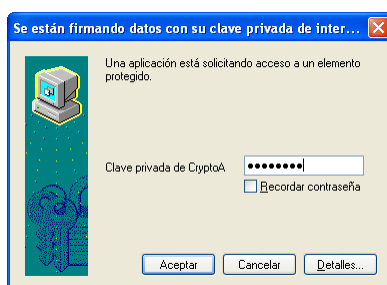 Se están firmando datos con su clave privada de inter...
Una aplicación está solicitando acceso a un elemento
protegido.
Clave privada de CryptoA
●●●●●●●●
Recordar contraseña
Aceptar
Cancelar
Detalles...